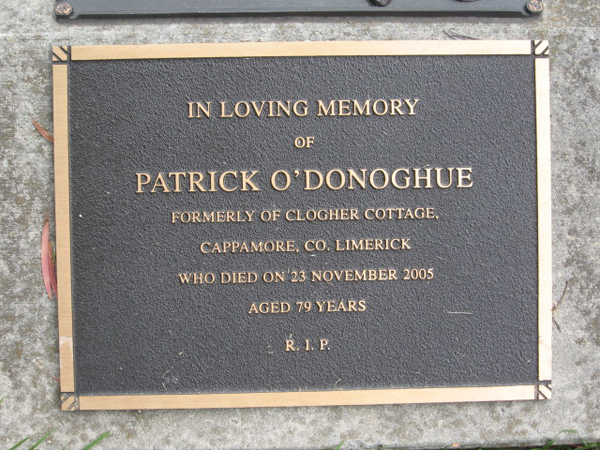 IN LOVING MEMORY
OF
PATRICK O'DONOGHUE
FORMERLY OF CLOGHER COTTAGE,
CAPPAMORE, CO. LIMERICK
WHO DIED ON 23 NOVEMBER 2005
AGED 79 YEARS
R. I. P.